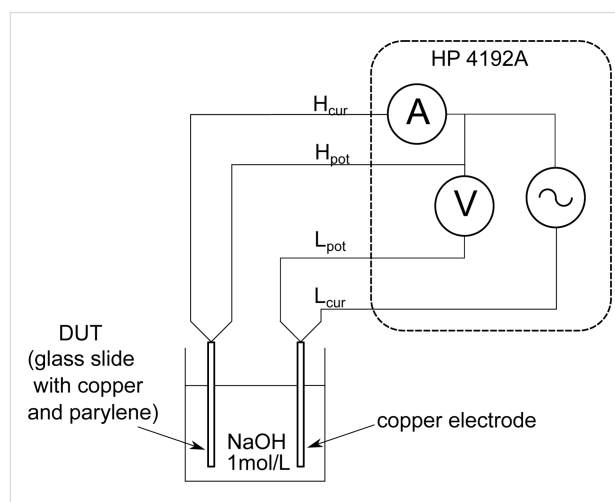 HP 4192A
A
Hcur
Hpot
V
Lpot
Lcur
DUT
(glass slide
with copper
and parylene)
NaOH
1mol/L
copper electrode